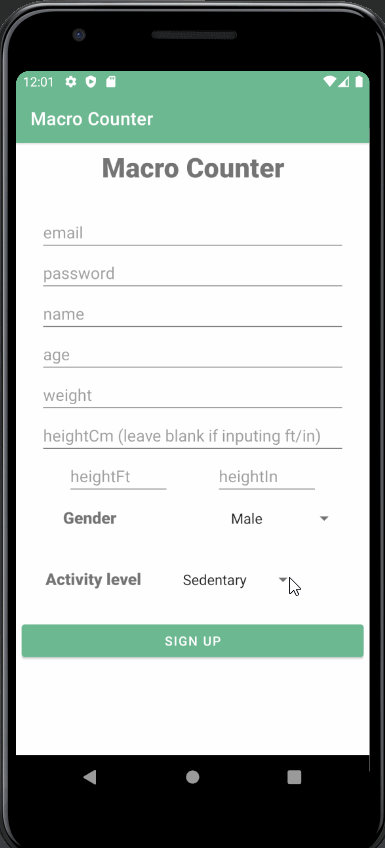 12:01
Macro Counter
Macro Counter
email
password
name
age
weight
heightCm (leave blank if inputing ft/in)
heightFt heightIn
Gender Male
Activity level Sedentary
SIGN UP